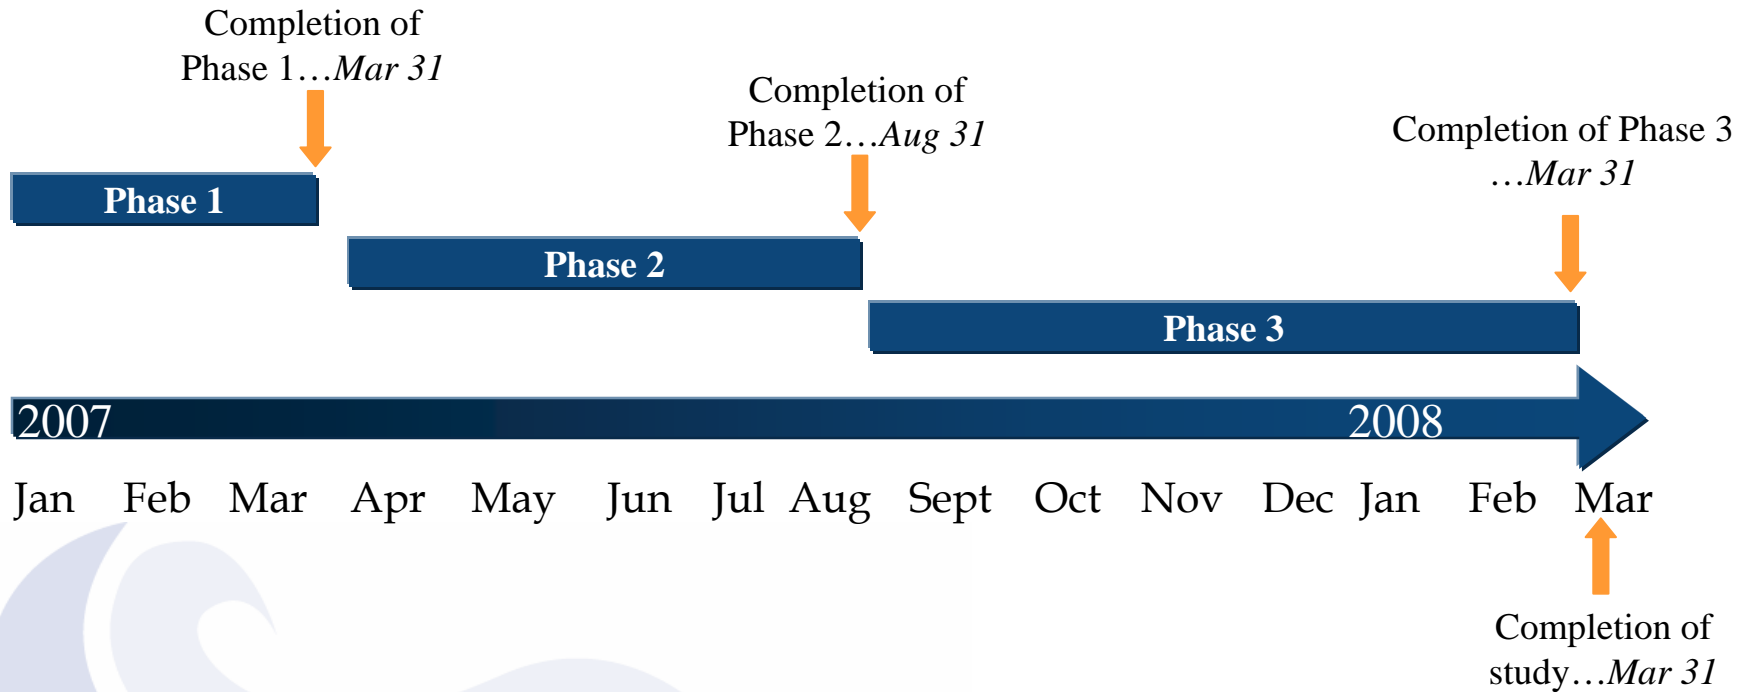 Completion of
Phase 1…Mar 31
Completion of
Phase 2…Aug 31
Completion of Phase 3
…Mar 31
Phase 1
Phase 2
Phase 3
2007 2008
Jan Feb Mar Apr May Jun Jul Aug Sept Oct Nov Dec Jan Feb Mar
Completion of
study…Mar 31